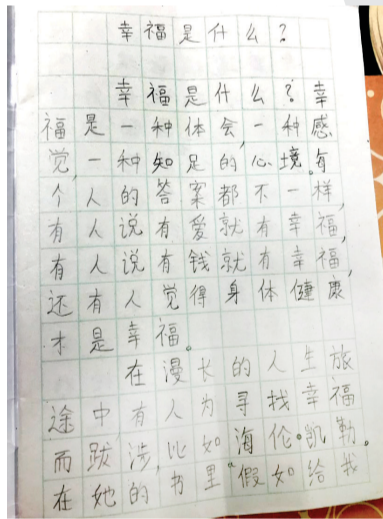 幸福是什么?
幸福是什么?幸
福是一种体会,一种感
觉,一种知足的心境。每
个人的答案都不一样,
有人说有爱就有幸福,
有人说有钱就有幸福,
还有人觉得身体健康
才是幸福。
在漫长的人生旅
途中,有人为寻找幸福
而跋涉,比如海伦。凯勒。
在她的书里“假如给我